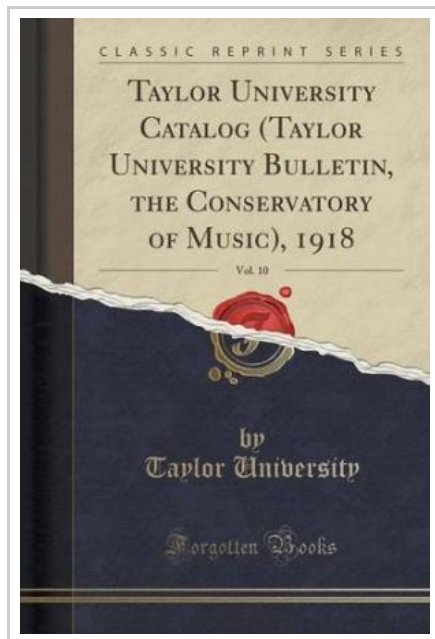 CLASSIC REPRINT SERIES
TAYLOR UNIVERSITY
CATALOG (TAYLOR
UNIVERSITY BULLETIN,
THE CONSERVATORY
OF MUSIC), 1918
Vol. 10
by
Taylor University
Forgotten Books